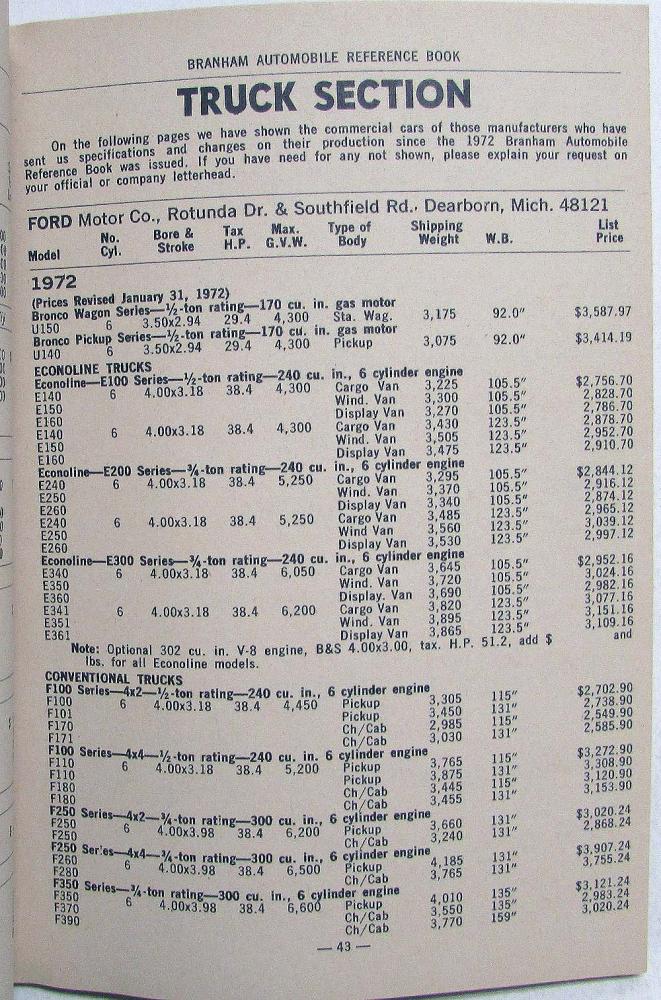 BRANHAM AUTOMOBILE REFERENCE BOOK
TRUCK SECTION
On the following pages we have shown the commercial cars of those manufacturers who have
sent us specifications and changes on their production since the 1972 Branham Automobile
Reference Book was issued. If you have need for any not shown, please explain your request on
your official or company letterhead.
FORD Motor Co., Rotunda Dr. & Southfield Rd., Dearborn, Mich. 48121
Model No. Cyl. Bore & Stroke Tax H.P. Max. G.V.W. Type of Body Shipping Weight W.B. List Price
1972
(Prices Revised January 31, 1972)
Bronco Wagon Series—½-ton rating—170 cu. in. gas motor
U150 6 3.50x2.94 29.4 4,300 Sta. Wag. 3,175 92.0" $3,587.97
Bronco Pickup Series—½-ton rating—170 cu. in. gas motor
U140 6 3.50x2.94 29.4 4,300 Pickup 3,075 92.0" $3,414.19
ECONOLINE TRUCKS
Econoline—E100 Series—½-ton rating—240 cu. in., 6 cylinder engine
E140 6 4.00x3.18 38.4 4,300 Cargo Van 3,225 105.5" $2,756.70
E150 Wind. Van 3,300 105.5" 2,828.70
E160 Display Van 3,270 105.5" 2,786.70
E140 6 4.00x3.18 38.4 4,300 Cargo Van 3,430 123.5" 2,878.70
E150 Wind. Van 3,505 123.5" 2,952.70
E160 Display Van 3,475 123.5" 2,910.70
Econoline—E200 Series—¾-ton rating—240 cu. in., 6 cylinder engine
E240 6 4.00x3.18 38.4 5,250 Cargo Van 3,295 105.5" $2,844.12
E250 Wind. Van 3,370 105.5" 2,916.12
E260 Display Van 3,340 105.5" 2,874.12
E240 6 4.00x3.18 38.4 5,250 Cargo Van 3,485 123.5" 2,965.12
E250 Wind Van 3,560 123.5" 3,039.12
E260 Display Van 3,530 123.5" 2,997.12
Econoline—E300 Series—¾-ton rating—240 cu. in., 6 cylinder engine
E340 6 4.00x3.18 38.4 6,050 Cargo Van 3,645 105.5" $2,952.16
E350 Wind. Van 3,720 105.5" 3,024.16
E360 Display. Van 3,690 105.5" 2,982.16
E341 6 4.00x3.18 38.4 6,200 Cargo Van 3,820 123.5" 3,077.16
E351 Wind. Van 3,895 123.5" 3,151.16
E361 Display Van 3,865 123.5" 3,109.16
Note: Optional 302 cu. in. V-8 engine, B&S 4.00x3.00, tax. H.P. 51.2, add $ and
lbs. for all Econoline models.
CONVENTIONAL TRUCKS
F100 Series—4x2—½-ton rating—240 cu. in., 6 cylinder engine
F100 6 4.00x3.18 38.4 4,450 Pickup 3,305 115" $2,702.90
F101 Pickup 3,450 131" 2,738.90
F170 Ch/Cab 2,985 115" 2,549.90
F171 Ch/Cab 3,030 131" 2,585.90
F100 Series—4x4—½-ton rating—240 cu. in. 6 cylinder engine
F110 6 4.00x3.18 38.4 5,200 Pickup 3,765 115" $3,272.90
F110 Pickup 3,875 131" 3,308.90
F180 Ch/Cab 3,445 115" 3,120.90
F180 Ch/Cab 3,455 131" 3,153.90
F250 Series—4x2—¾-ton rating—300 cu. in., 6 cylinder engine
F250 6 4.00x3.98 38.4 6,200 Pickup 3,660 131" $3,020.24
F250 Ch/Cab 3,240 131" 2,868.24
F250 Series—4x4—¾-ton rating—300 cu. in., 6 cylinder engine
F260 6 4.00x3.98 38.4 6,500 Pickup 4,185 131" $3,907.24
F280 Ch/Cab 3,765 131" 3,755.24
F350 Series—¾-ton rating—300 cu. in., 6 cylinder engine
F350 6 4.00x3.98 38.4 6,600 Pickup 4,010 135" $3,121.24
F370 Ch/Cab 3,550 135" 2,983.24
F390 Ch/Cab 3,770 159" 3,020.24
— 43 —